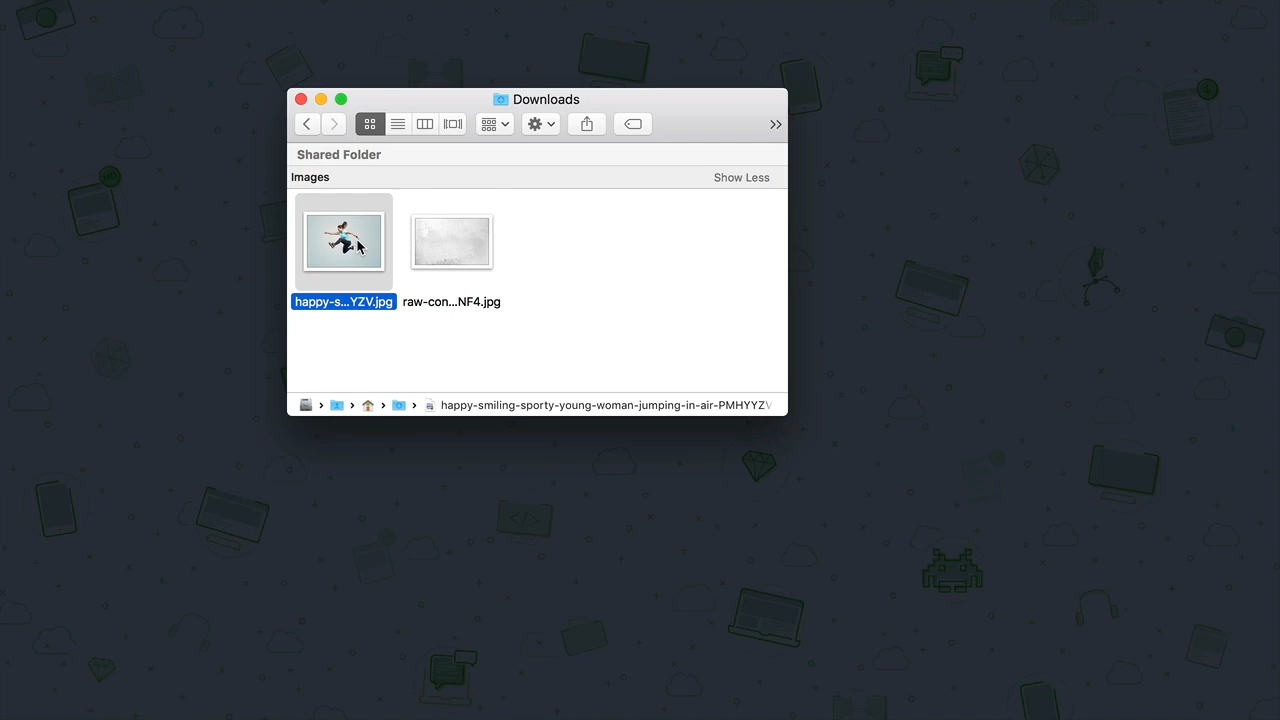 Downloads
Shared Folder
Images
Show Less
happy-s...YZV.jpg
raw-con...NF4.jpg
happy-smiling-sporty-young-woman-jumping-in-air-PMHYYZV